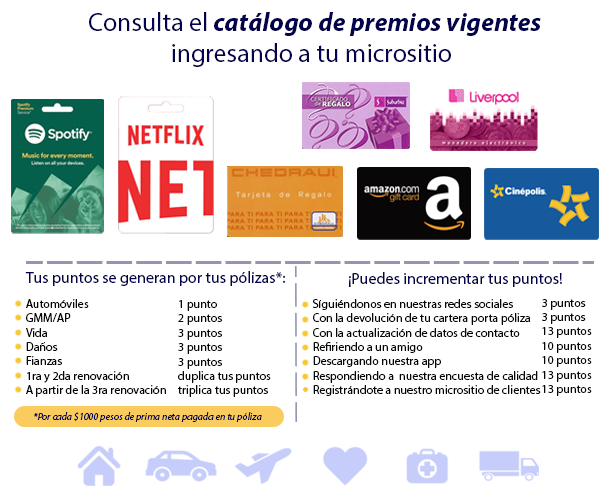 Consulta el catálogo de premios vigentes
ingresando a tu micrositio
Spotify
Premium
Service
Spotify
Music for every moment.
Listen on all your devices.
NETFLIX
NET
CERTIFICADO
DE REGALO
Suburbia
Liverpool
monedero electrónico
CHEDRAUI
Tarjeta de Regalo
PARA TI PARA TI PARA TI PARA TI
amazon.com
gift card
a
Cinépolis
Tus puntos se generan por tus pólizas*:
Automóviles 1 punto
GMM/AP 2 puntos
Vida 3 puntos
Daños 3 puntos
Fianzas 3 puntos
1ra y 2da renovación duplica tus puntos
A partir de la 3ra renovación triplica tus puntos
*Por cada $1000 pesos de prima neta pagada en tu póliza
¡Puedes incrementar tus puntos!
Síguiéndonos en nuestras redes sociales 3 puntos
Con la devolución de tu cartera porta póliza 3 puntos
Con la actualización de datos de contacto 13 puntos
Refiriendo a un amigo 10 puntos
Descargando nuestra app 10 puntos
Respondiendo a nuestra encuesta de calidad 13 puntos
Registrándote a nuestro micrositio de clientes 13 puntos